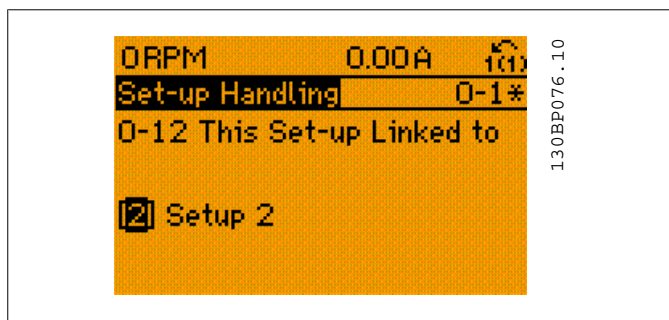 0RPM 0.00A 1(1)
Set-up Handling 0-1*
0-12 This Set-up Linked to
[2] Setup 2
130BP076.10